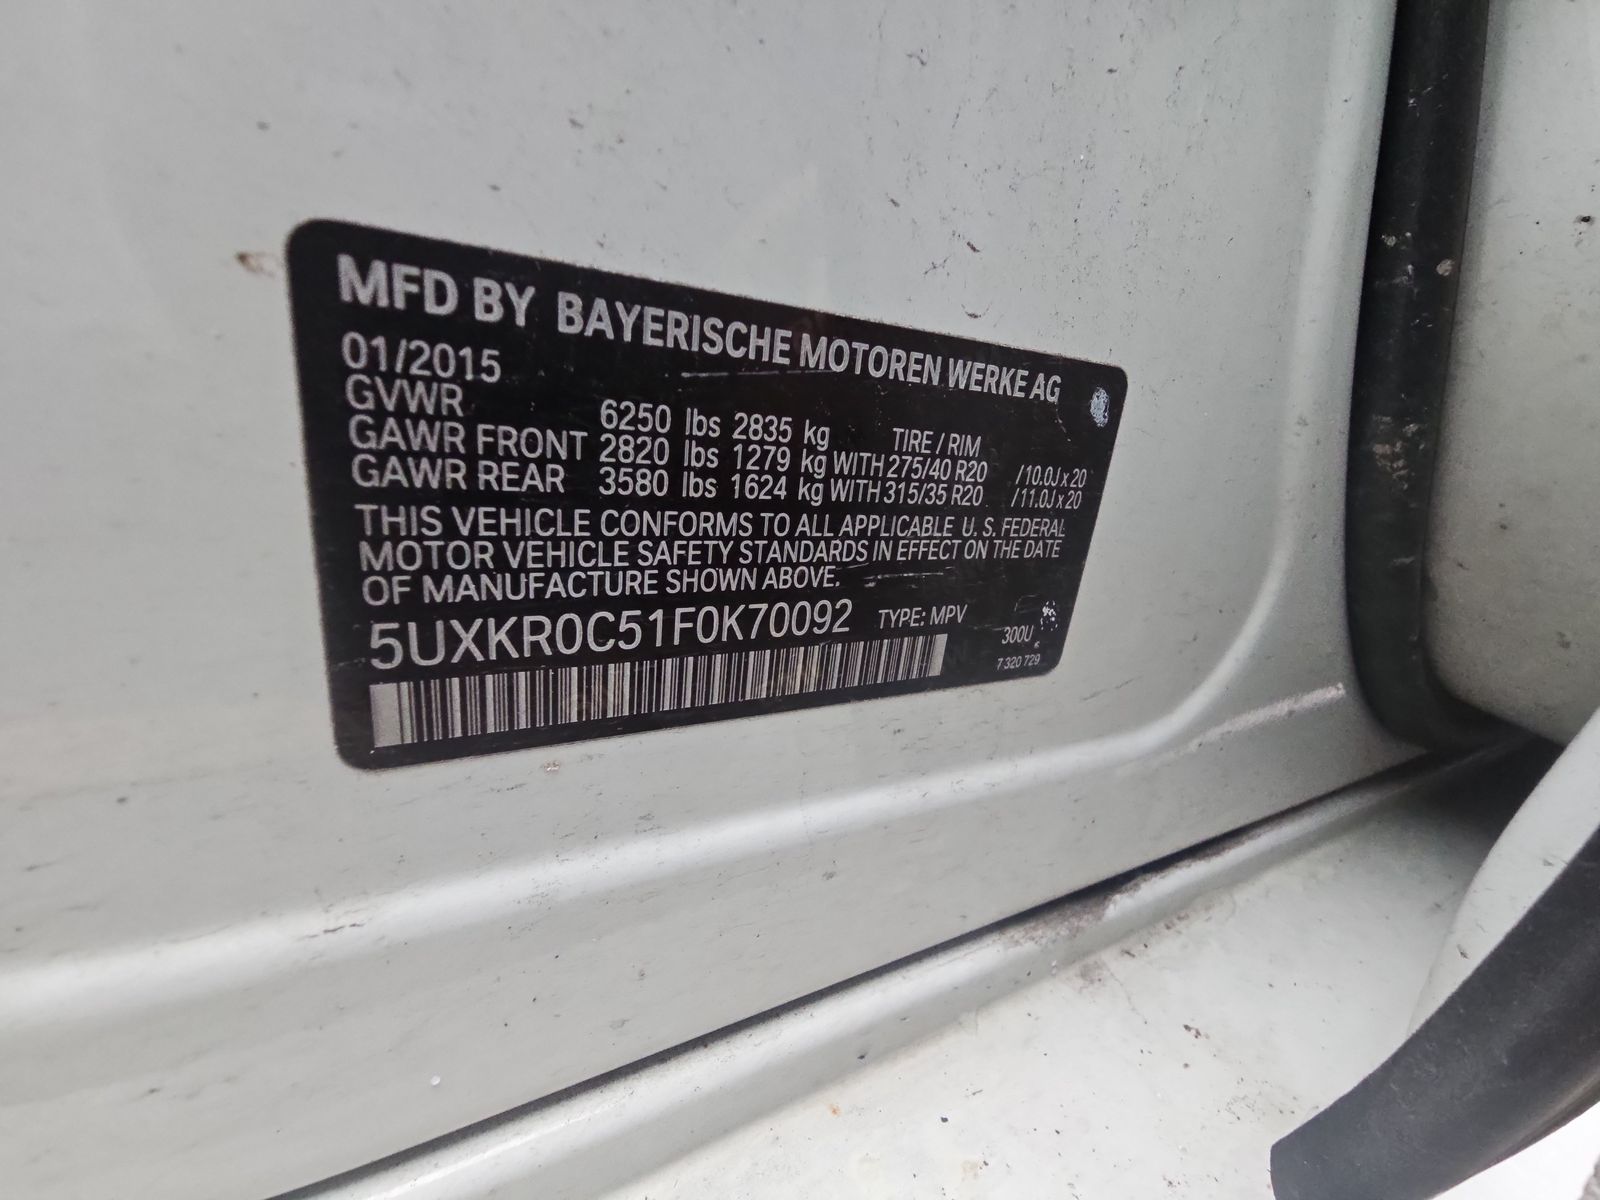 MFD BY BAYERISCHE MOTOREN WERKE AG
01/2015
GVWR 6250 lbs 2835 kg TIRE / RIM
GAWR FRONT 2820 lbs 1279 kg WITH 275/40 R20 /10.0J x 20
GAWR REAR 3580 lbs 1624 kg WITH 315/35 R20 /11.0J x 20
THIS VEHICLE CONFORMS TO ALL APPLICABLE U.S. FEDERAL
MOTOR VEHICLE SAFETY STANDARDS IN EFFECT ON THE DATE
OF MANUFACTURE SHOWN ABOVE.
5UXKR0C51F0K70092 TYPE: MPV
300U
7 320 729